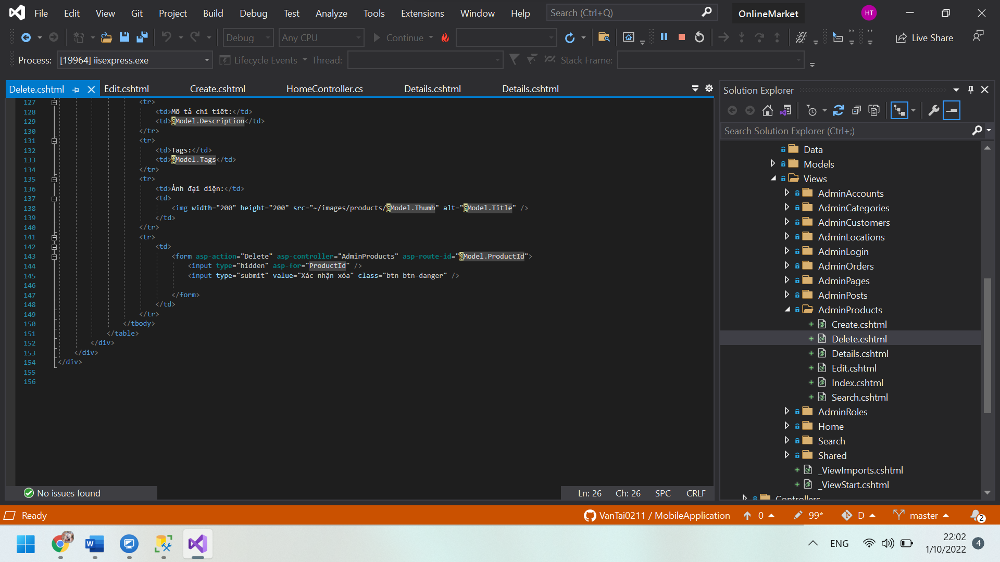 File Edit View Git Project Build Debug Test Analyze Tools Extensions Window Help Search (Ctrl+Q) OnlineMarket HT
Debug Any CPU Continue Live Share
Process: [19964] iisexpress.exe Lifecycle Events Thread: Stack Frame:
Delete.cshtml Edit.cshtml Create.cshtml HomeController.cs Details.cshtml Details.cshtml
127 <tr>
128 <td>Mô tả chi tiết:</td>
129 <td>@Model.Description</td>
130 </tr>
131 <tr>
132 <td>Tags:</td>
133 <td>@Model.Tags</td>
134 </tr>
135 <tr>
136 <td>Ảnh đại diện:</td>
137 <td>
138 <img width="200" height="200" src="~/images/products/@Model.Thumb" alt="@Model.Title" />
139 </td>
140 </tr>
141 <tr>
142 <td>
143 <form asp-action="Delete" asp-controller="AdminProducts" asp-route-id="@Model.ProductId">
144 <input type="hidden" asp-for="ProductId" />
145 <input type="submit" value="Xác nhận xóa" class="btn btn-danger" />
146
147 </form>
148 </td>
149 </tr>
150 </tbody>
151 </table>
152 </div>
153 </div>
154 </div>
155
156
No issues found Ln: 26 Ch: 26 SPC CRLF
Solution Explorer
Search Solution Explorer (Ctrl+;)
Data
Models
Views
AdminAccounts
AdminCategories
AdminCustomers
AdminLocations
AdminLogin
AdminOrders
AdminPages
AdminPosts
AdminProducts
Create.cshtml
Delete.cshtml
Details.cshtml
Edit.cshtml
Index.cshtml
Search.cshtml
AdminRoles
Home
Search
Shared
_ViewImports.cshtml
_ViewStart.cshtml
Controllers
Ready VanTai0211 / MobileApplication 0 99* D master 2
W ENG 22:02 4
1/10/2022